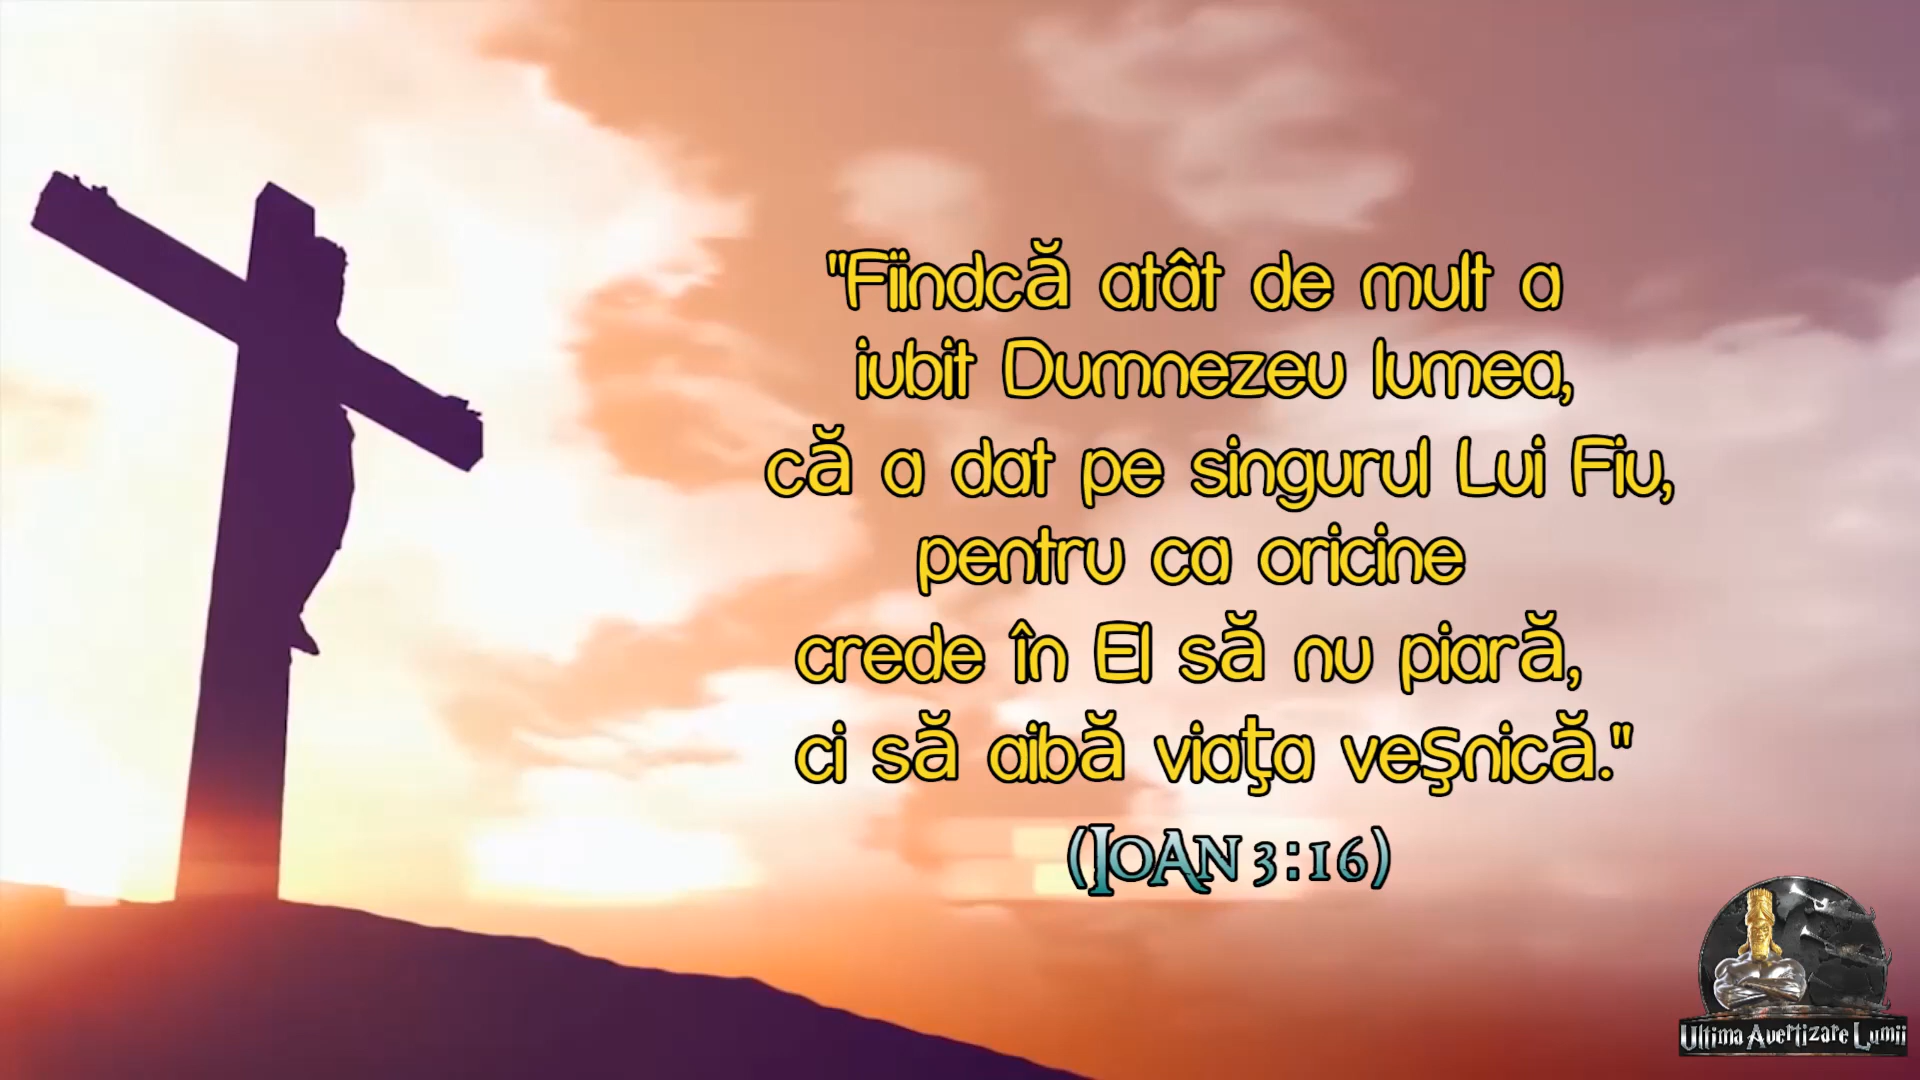 "Fiindcă atât de mult a
iubit Dumnezeu lumea,
că a dat pe singurul Lui Fiu,
pentru ca oricine
crede în El să nu piară,
ci să aibă viaţa veşnică."
(IOAN 3:16)
Ultima Avertizare Lumii